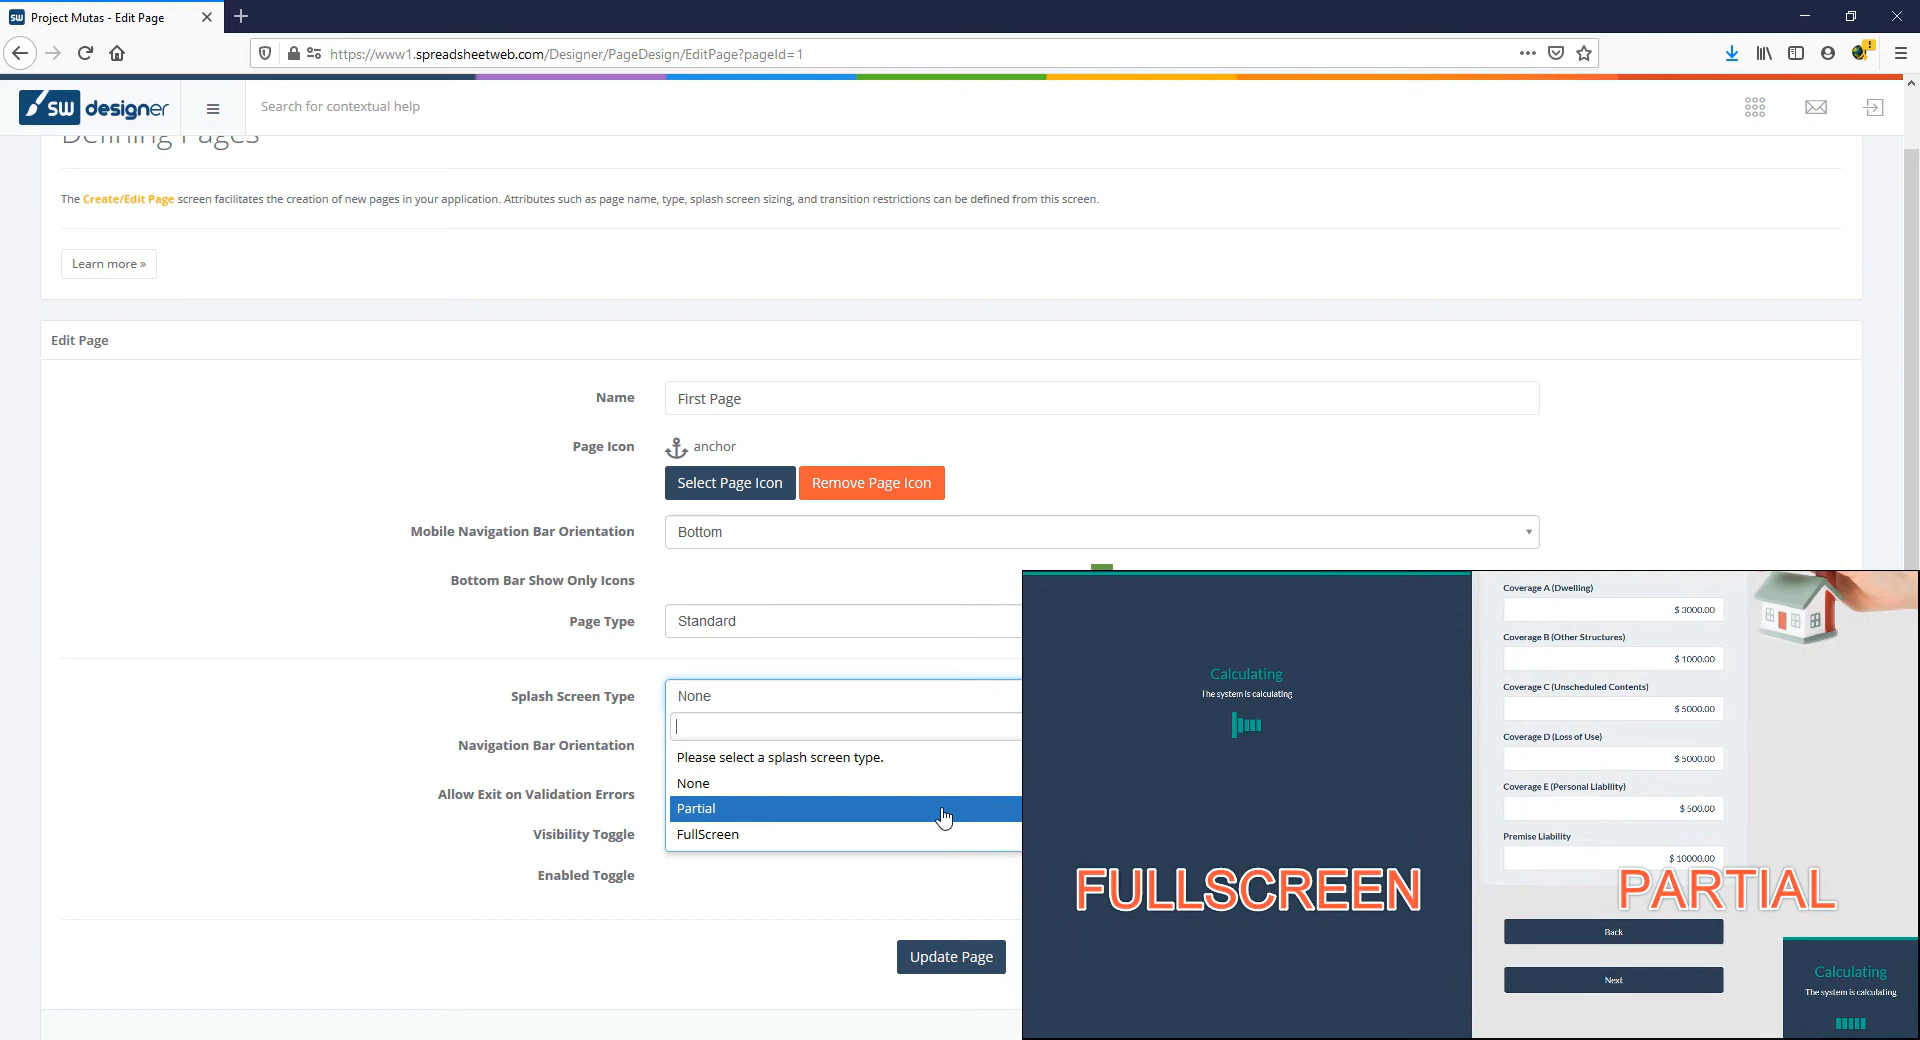 Project Mutas - Edit Page
https://www1.spreadsheetweb.com/Designer/PageDesign/EditPage?pageId=1
SW designer
Search for contextual help
Defining Pages
The Create/Edit Page screen facilitates the creation of new pages in your application. Attributes such as page name, type, splash screen sizing, and transition restrictions can be defined from this screen.
Learn more »
Edit Page
Name
First Page
Page Icon
anchor
Select Page Icon
Remove Page Icon
Mobile Navigation Bar Orientation
Bottom
Bottom Bar Show Only Icons
Page Type
Standard
Splash Screen Type
None
Please select a splash screen type.
None
Partial
FullScreen
Navigation Bar Orientation
Allow Exit on Validation Errors
Visibility Toggle
Enabled Toggle
Update Page
Calculating
The system is calculating
FULLSCREEN
Coverage A (Dwelling)
$ 3000.00
Coverage B (Other Structures)
$ 1000.00
Coverage C (Unscheduled Contents)
$ 5000.00
Coverage D (Loss of Use)
$ 5000.00
Coverage E (Personal Liability)
$ 500.00
Premise Liability
$ 10000.00
PARTIAL
Back
Next
Calculating
The system is calculating